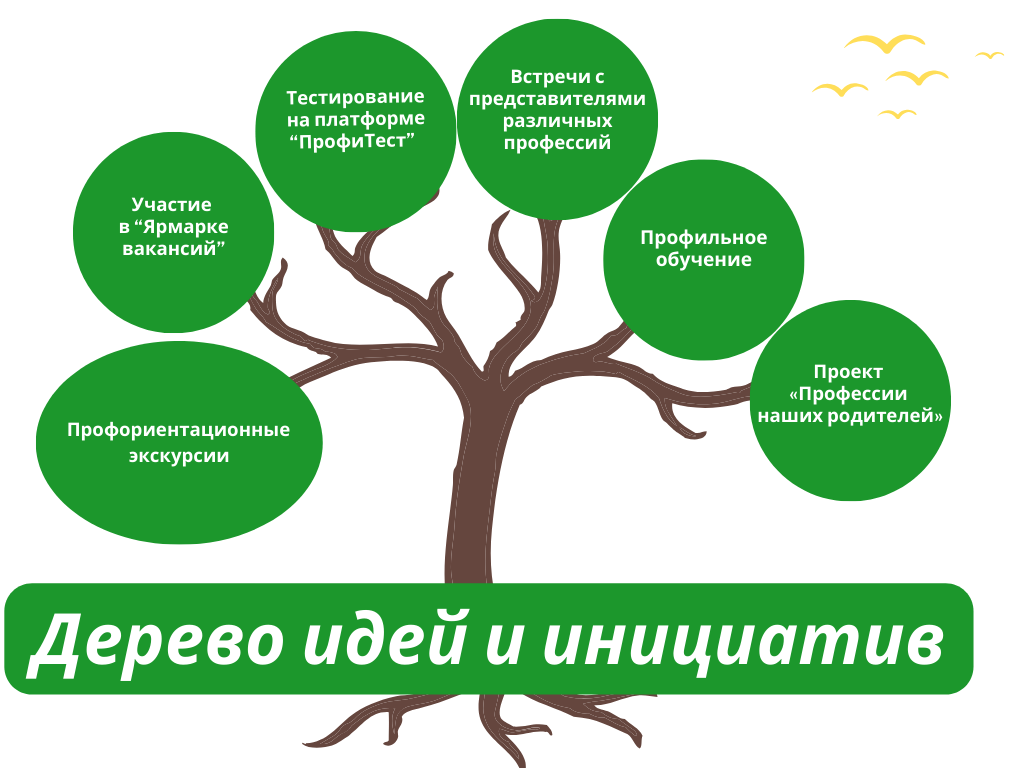 Встречи с
представителями
различных
профессий
Тестирование
на платформе
“ПрофиТест”
Участие
в “Ярмарке
вакансий”
Профильное
обучение
Проект
«Профессии
наших родителей»
Профориентационные
экскурсии
Дерево идей и инициатив